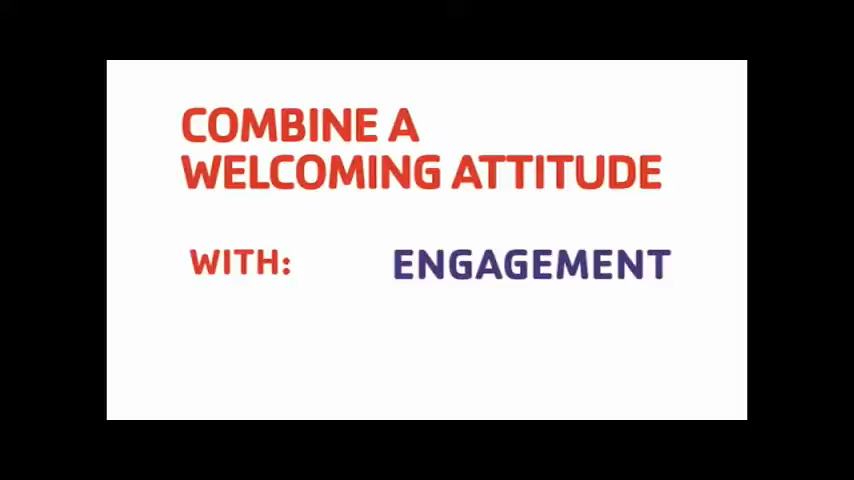 COMBINE A
WELCOMING ATTITUDE
WITH: ENGAGEMENT